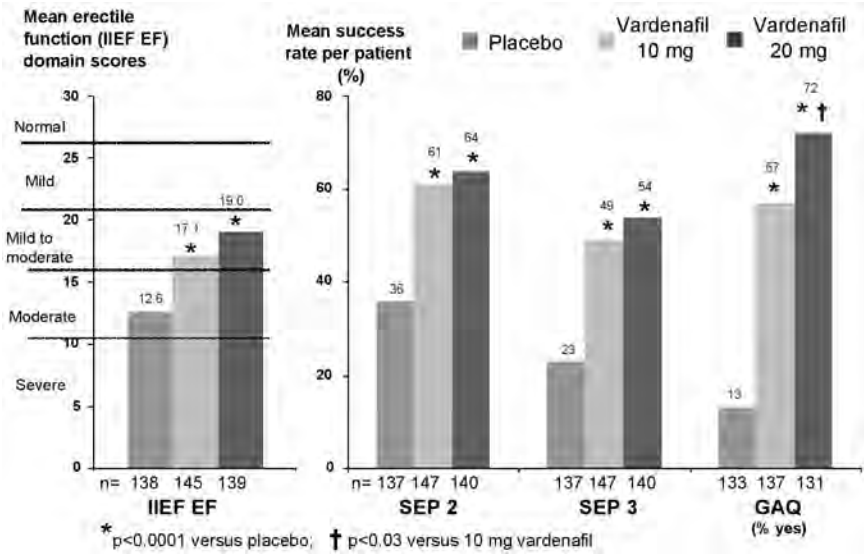 Mean erectile
function (IIEF EF)
domain scores
Mean success
rate per patient
(%)
Placebo
Vardenafil
10 mg
Vardenafil
20 mg
30
25
20
15
10
5
0
Normal
Mild
Mild to
moderate
Moderate
Severe
12.6
17.1
*
19.0
*
n= 138 145 139
IIEF EF
80
60
40
20
0
36
61
*
64
*
137 147 140
SEP 2
23
49
*
54
*
137 147 140
SEP 3
13
57
*
72
* †
133 137 131
GAQ
(% yes)
n=
*p<0.0001 versus placebo; † p<0.03 versus 10 mg vardenafil